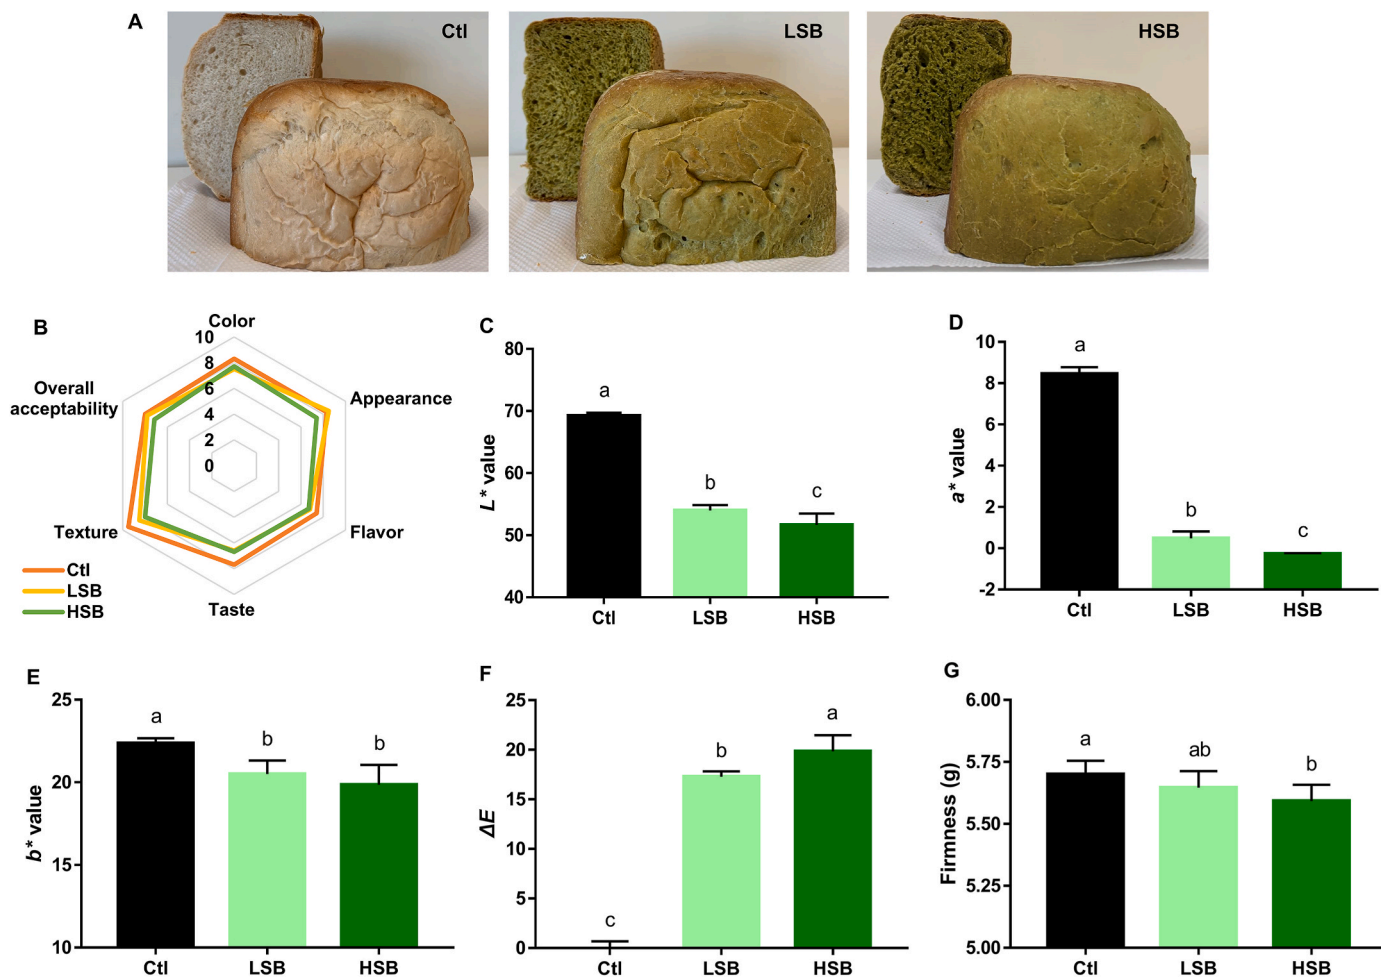 A
Ctl
LSB
HSB
B
Color
10
8
6
4
2
0
Overall
acceptability
Appearance
Texture
Flavor
Taste
Ctl
LSB
HSB
C
80
70
60
50
40
L* value
a
b
c
Ctl
LSB
HSB
D
10
8
6
4
2
0
-2
a* value
a
b
c
Ctl
LSB
HSB
E
25
20
15
10
b* value
a
b
b
Ctl
LSB
HSB
F
25
20
15
10
5
0
ΔE
c
b
a
Ctl
LSB
HSB
G
6.00
5.75
5.50
5.25
5.00
Firmness (g)
a
ab
b
Ctl
LSB
HSB